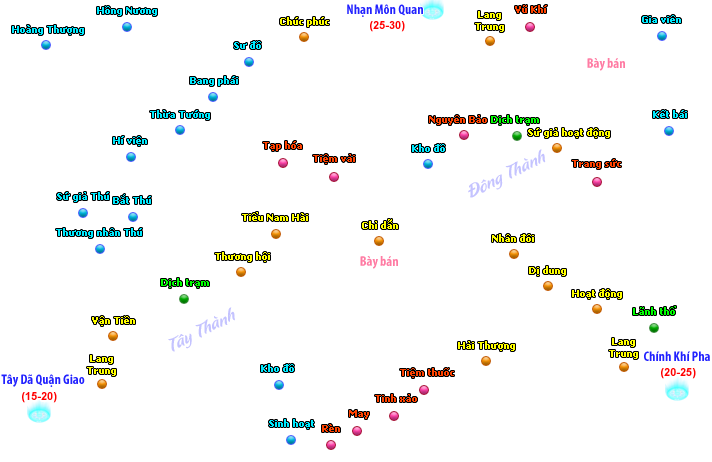 Hồng Nương
Nhạn Môn Quan
(25-30)
Lang
Trung
Vũ Khí
Hoàng Thượng
Chúc phúc
Gia viên
Sư đồ
Bày bán
Bang phái
Thừa Tướng
Nguyên Bảo
Dịch trạm
Kết bái
Hí viện
Tạp hóa
Tiệm vải
Kho đồ
Sứ giả hoạt động
Trang sức
Đông Thành
Sứ giả Thú
Dắt Thú
Thương nhân Thú
Tiểu Nam Hài
Chỉ dẫn
Nhân đôi
Thương hội
Bày bán
Dị dung
Dịch trạm
Hoạt động
Lãnh thổ
Vận Tiên
Tây Thành
Lang
Trung
Hải Thượng
Lang
Trung
Chính Khí Pha
(20-25)
Tây Dã Quận Giao
(15-20)
Kho đồ
Tiệm thuốc
Tinh xảo
May
Sinh hoạt
Rèn